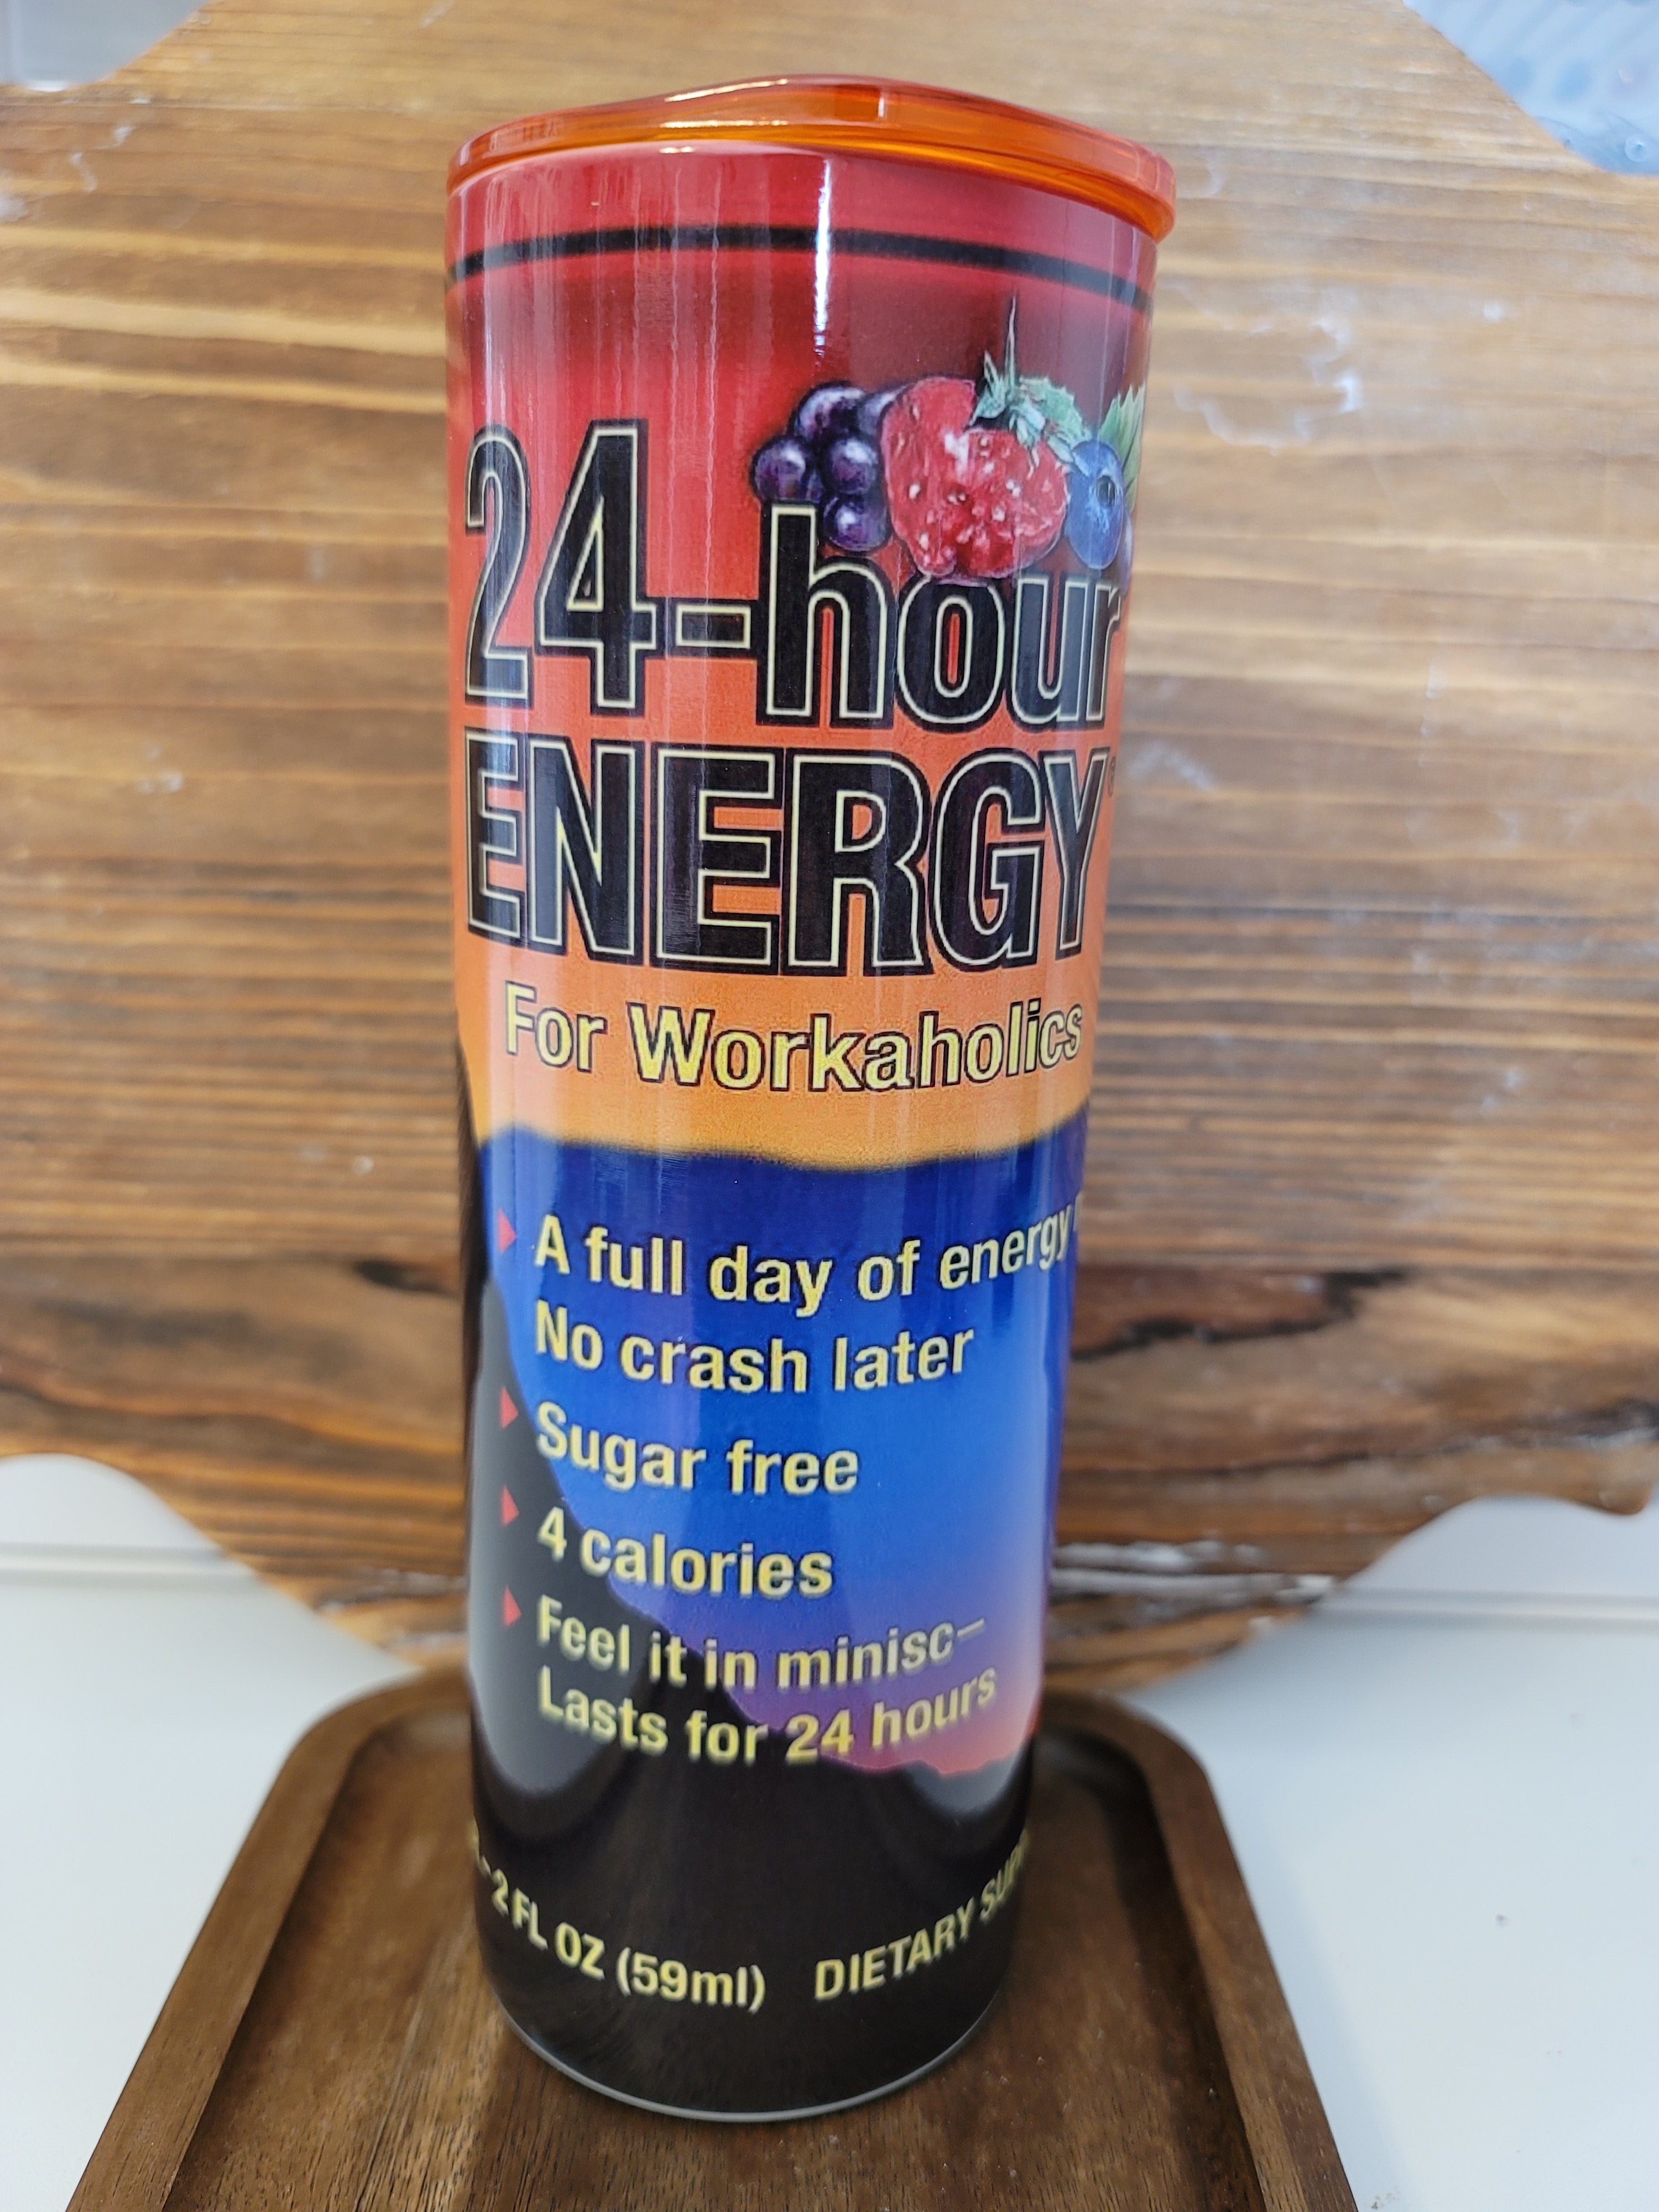 24-hour
ENERGY
For Workaholics
A full day of energy
No crash later
Sugar free
4 calories
Feel it in minisc-
Lasts for 24 hours
2 FL OZ (59ml) DIETARY